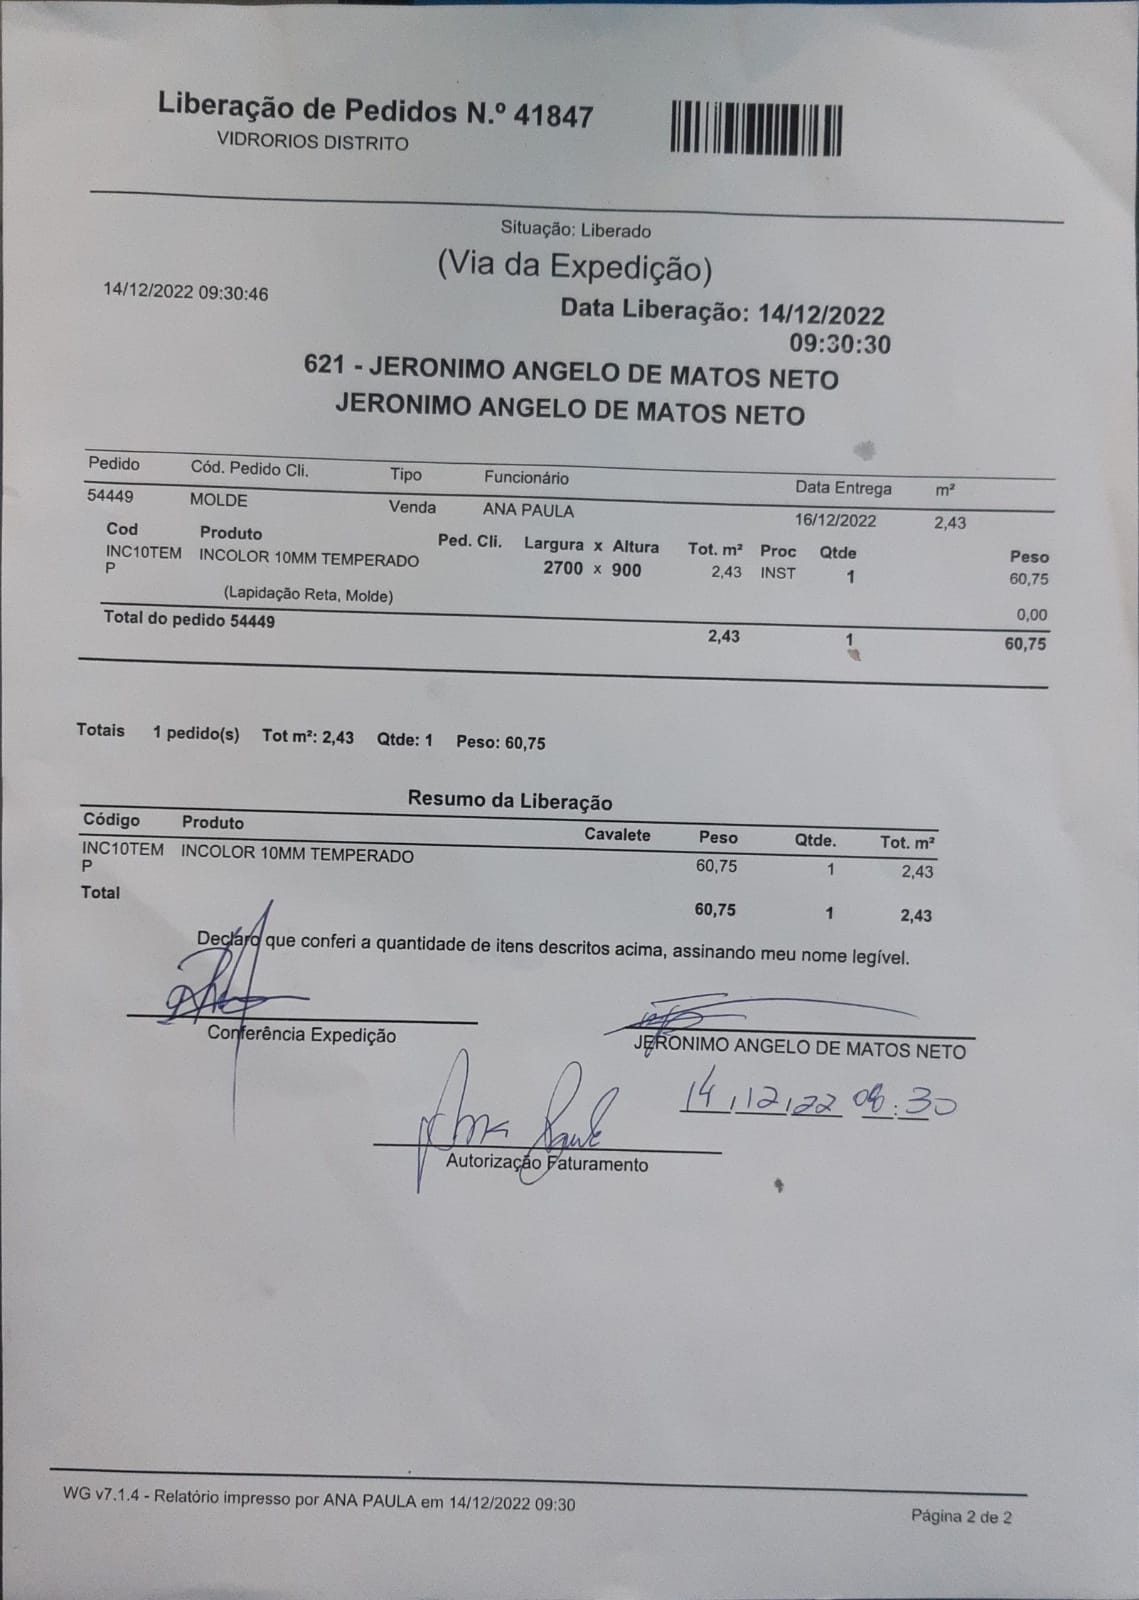 Liberação de Pedidos N.º 41847
VIDRORIOS DISTRITO
Situação: Liberado
(Via da Expedição)
14/12/2022 09:30:46
Data Liberação: 14/12/2022
09:30:30
621 - JERONIMO ANGELO DE MATOS NETO
JERONIMO ANGELO DE MATOS NETO
Pedido Cód. Pedido Cli. Tipo Funcionário Data Entrega m²
54449 MOLDE Venda ANA PAULA 16/12/2022 2,43
Cod Produto Ped. Cli. Largura x Altura Tot. m² Proc Qtde Peso
INC10TEM INCOLOR 10MM TEMPERADO 2700 x 900 2,43 INST 1 60,75
P
(Lapidação Reta, Molde) 0,00
Total do pedido 54449 2,43 1 60,75
Totais 1 pedido(s) Tot m²: 2,43 Qtde: 1 Peso: 60,75
Resumo da Liberação
Código Produto Cavalete Peso Qtde. Tot. m²
INC10TEM INCOLOR 10MM TEMPERADO 60,75 1 2,43
P
Total 60,75 1 2,43
Declaro que conferi a quantidade de itens descritos acima, assinando meu nome legível.
Conferência Expedição
JERONIMO ANGELO DE MATOS NETO
14,12,22 08:30
Ana Paula
Autorização Faturamento
WG v7.1.4 - Relatório impresso por ANA PAULA em 14/12/2022 09:30
Página 2 de 2